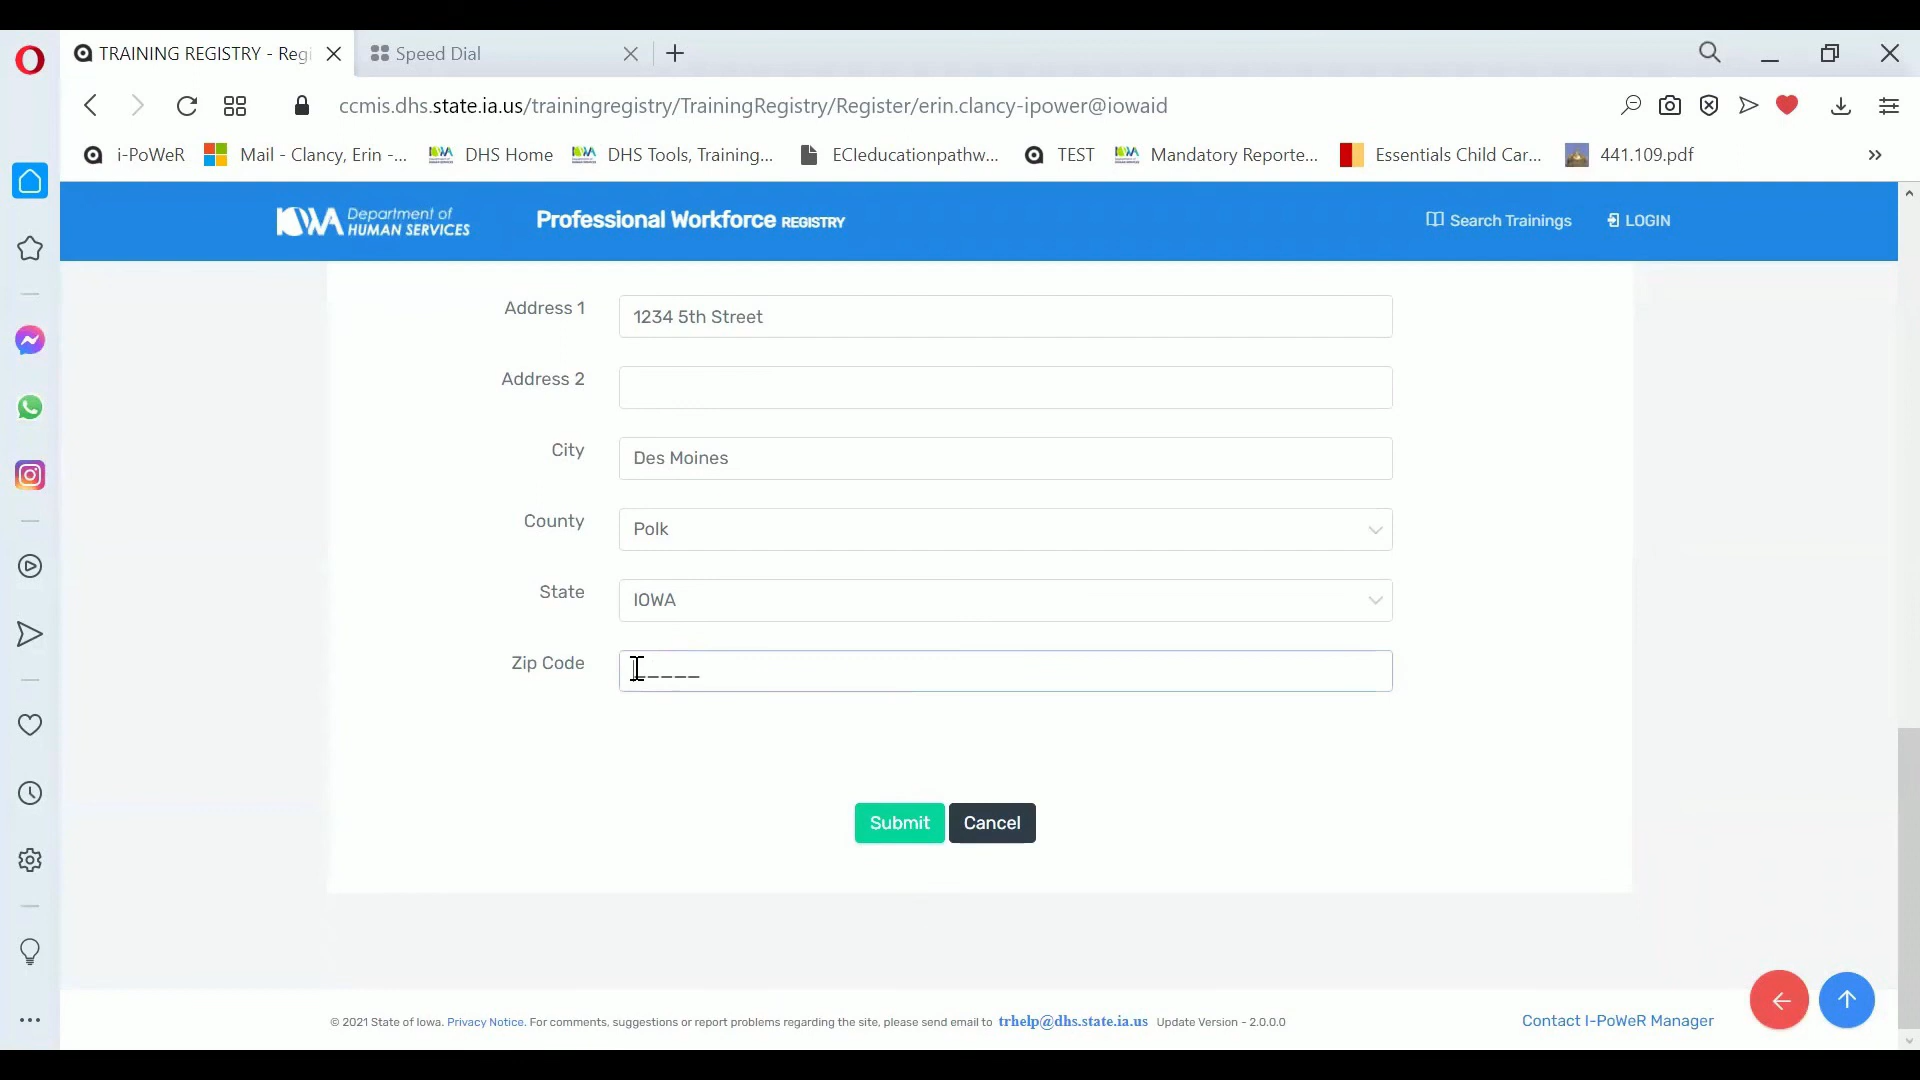 TRAINING REGISTRY - Regi
Speed Dial
ccmis.dhs.state.ia.us/trainingregistry/TrainingRegistry/Register/erin.clancy-ipower@iowaid
i-PoWeR
Mail - Clancy, Erin -...
DHS Home
DHS Tools, Training...
ECIeducationpathw...
TEST
Mandatory Reporte...
Essentials Child Car...
441.109.pdf
IOWA Department of
HUMAN SERVICES
Professional Workforce REGISTRY
Search Trainings
LOGIN
Address 1
1234 5th Street
Address 2
City
Des Moines
County
Polk
State
IOWA
Zip Code
_____
Submit
Cancel
© 2021 State of Iowa. Privacy Notice. For comments, suggestions or report problems regarding the site, please send email to trhelp@dhs.state.ia.us Update Version - 2.0.0.0
Contact I-PoWeR Manager